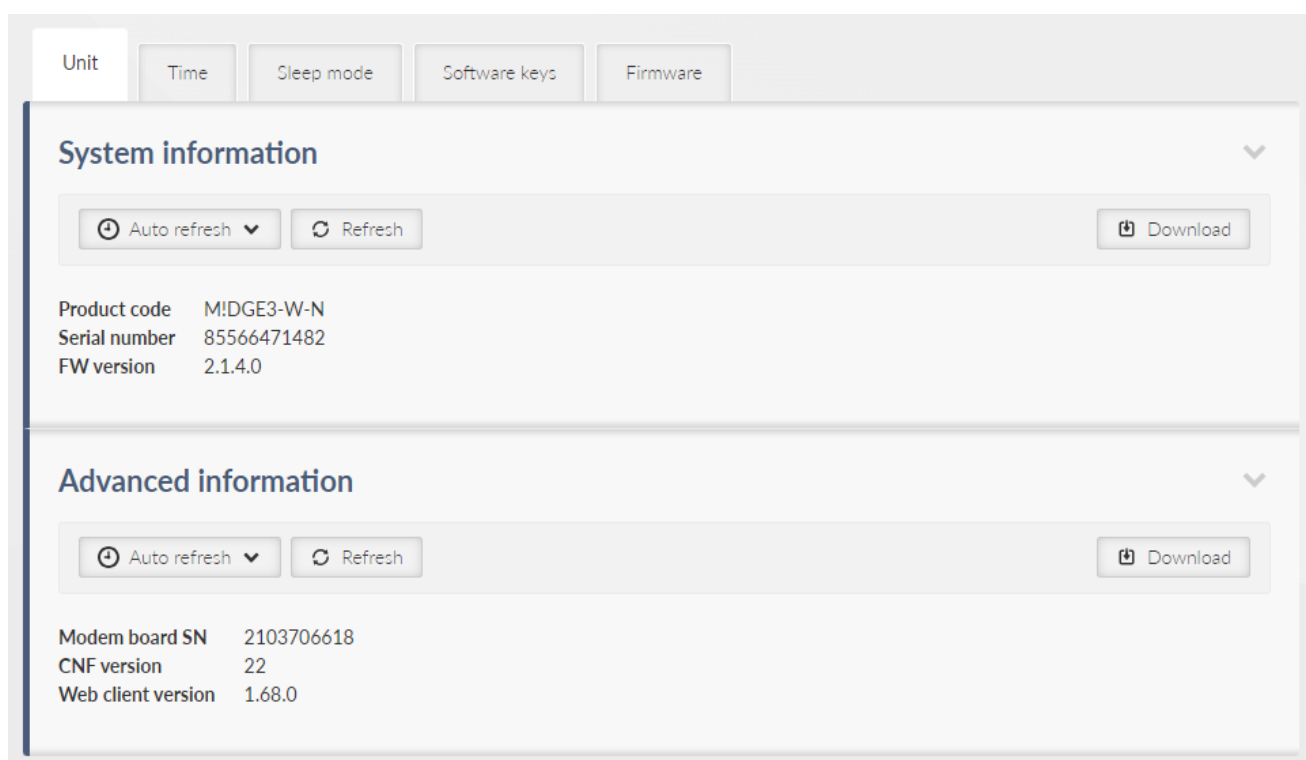 Unit Time Sleep mode Software keys Firmware
System information
Auto refresh Refresh Download
Product code M!DGE3-W-N
Serial number 85566471482
FW version 2.1.4.0
Advanced information
Auto refresh Refresh Download
Modem board SN 2103706618
CNF version 22
Web client version 1.68.0